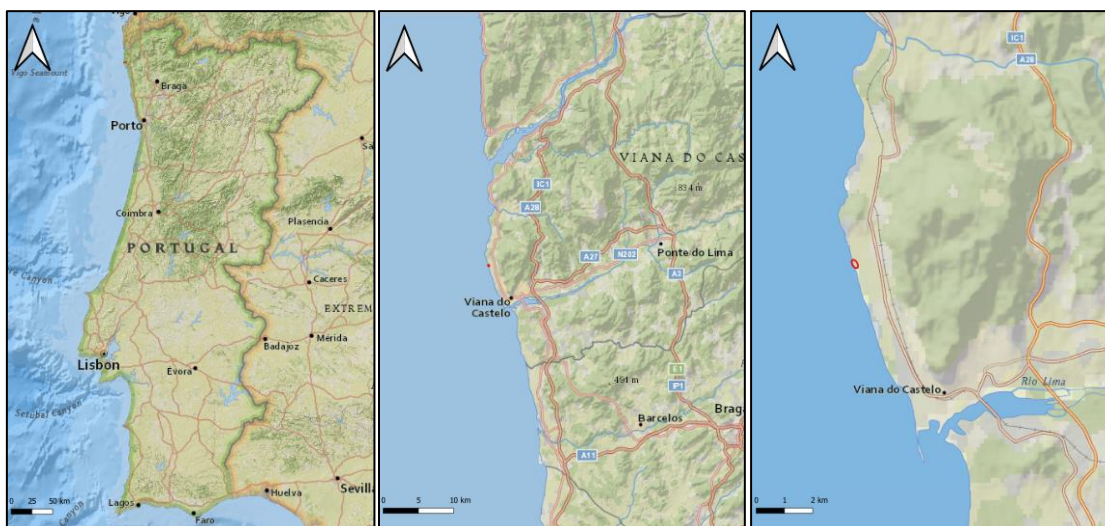 Vigo Seamount
Braga
Porto
Coimbra
PORTUGAL
Plasencia
Caceres
EXTREM
Mérida
Badajoz
Lisbon
Évora
Setubal Canyon
Lagos
Faro
Huelva
Sevill
Canyon
0 25 50 km
VIANA DO CAS
834 m
IC1
A28
A27
N202
Ponte do Lima
A3
Viana do
Castelo
E1
IP1
491 m
Barcelos
Brag
A11
0 5 10 km
IC1
A28
Viana do Castelo
Rio Lima
0 1 2 km